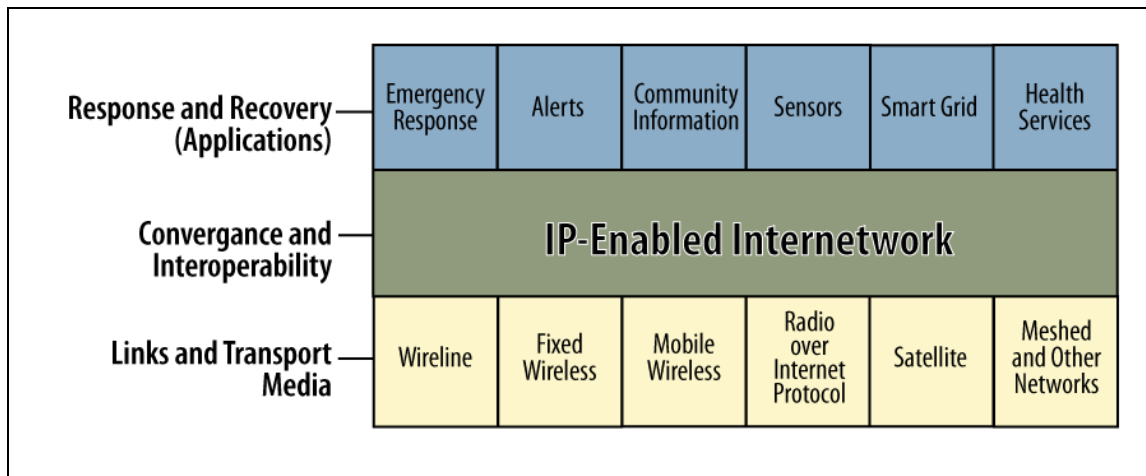 Response and Recovery
(Applications)
Emergency
Response
Alerts
Community
Information
Sensors
Smart Grid
Health
Services
Convergance and
Interoperability
IP-Enabled Internetwork
Links and Transport
Media
Wireline
Fixed
Wireless
Mobile
Wireless
Radio
over
Internet
Protocol
Satellite
Meshed
and Other
Networks